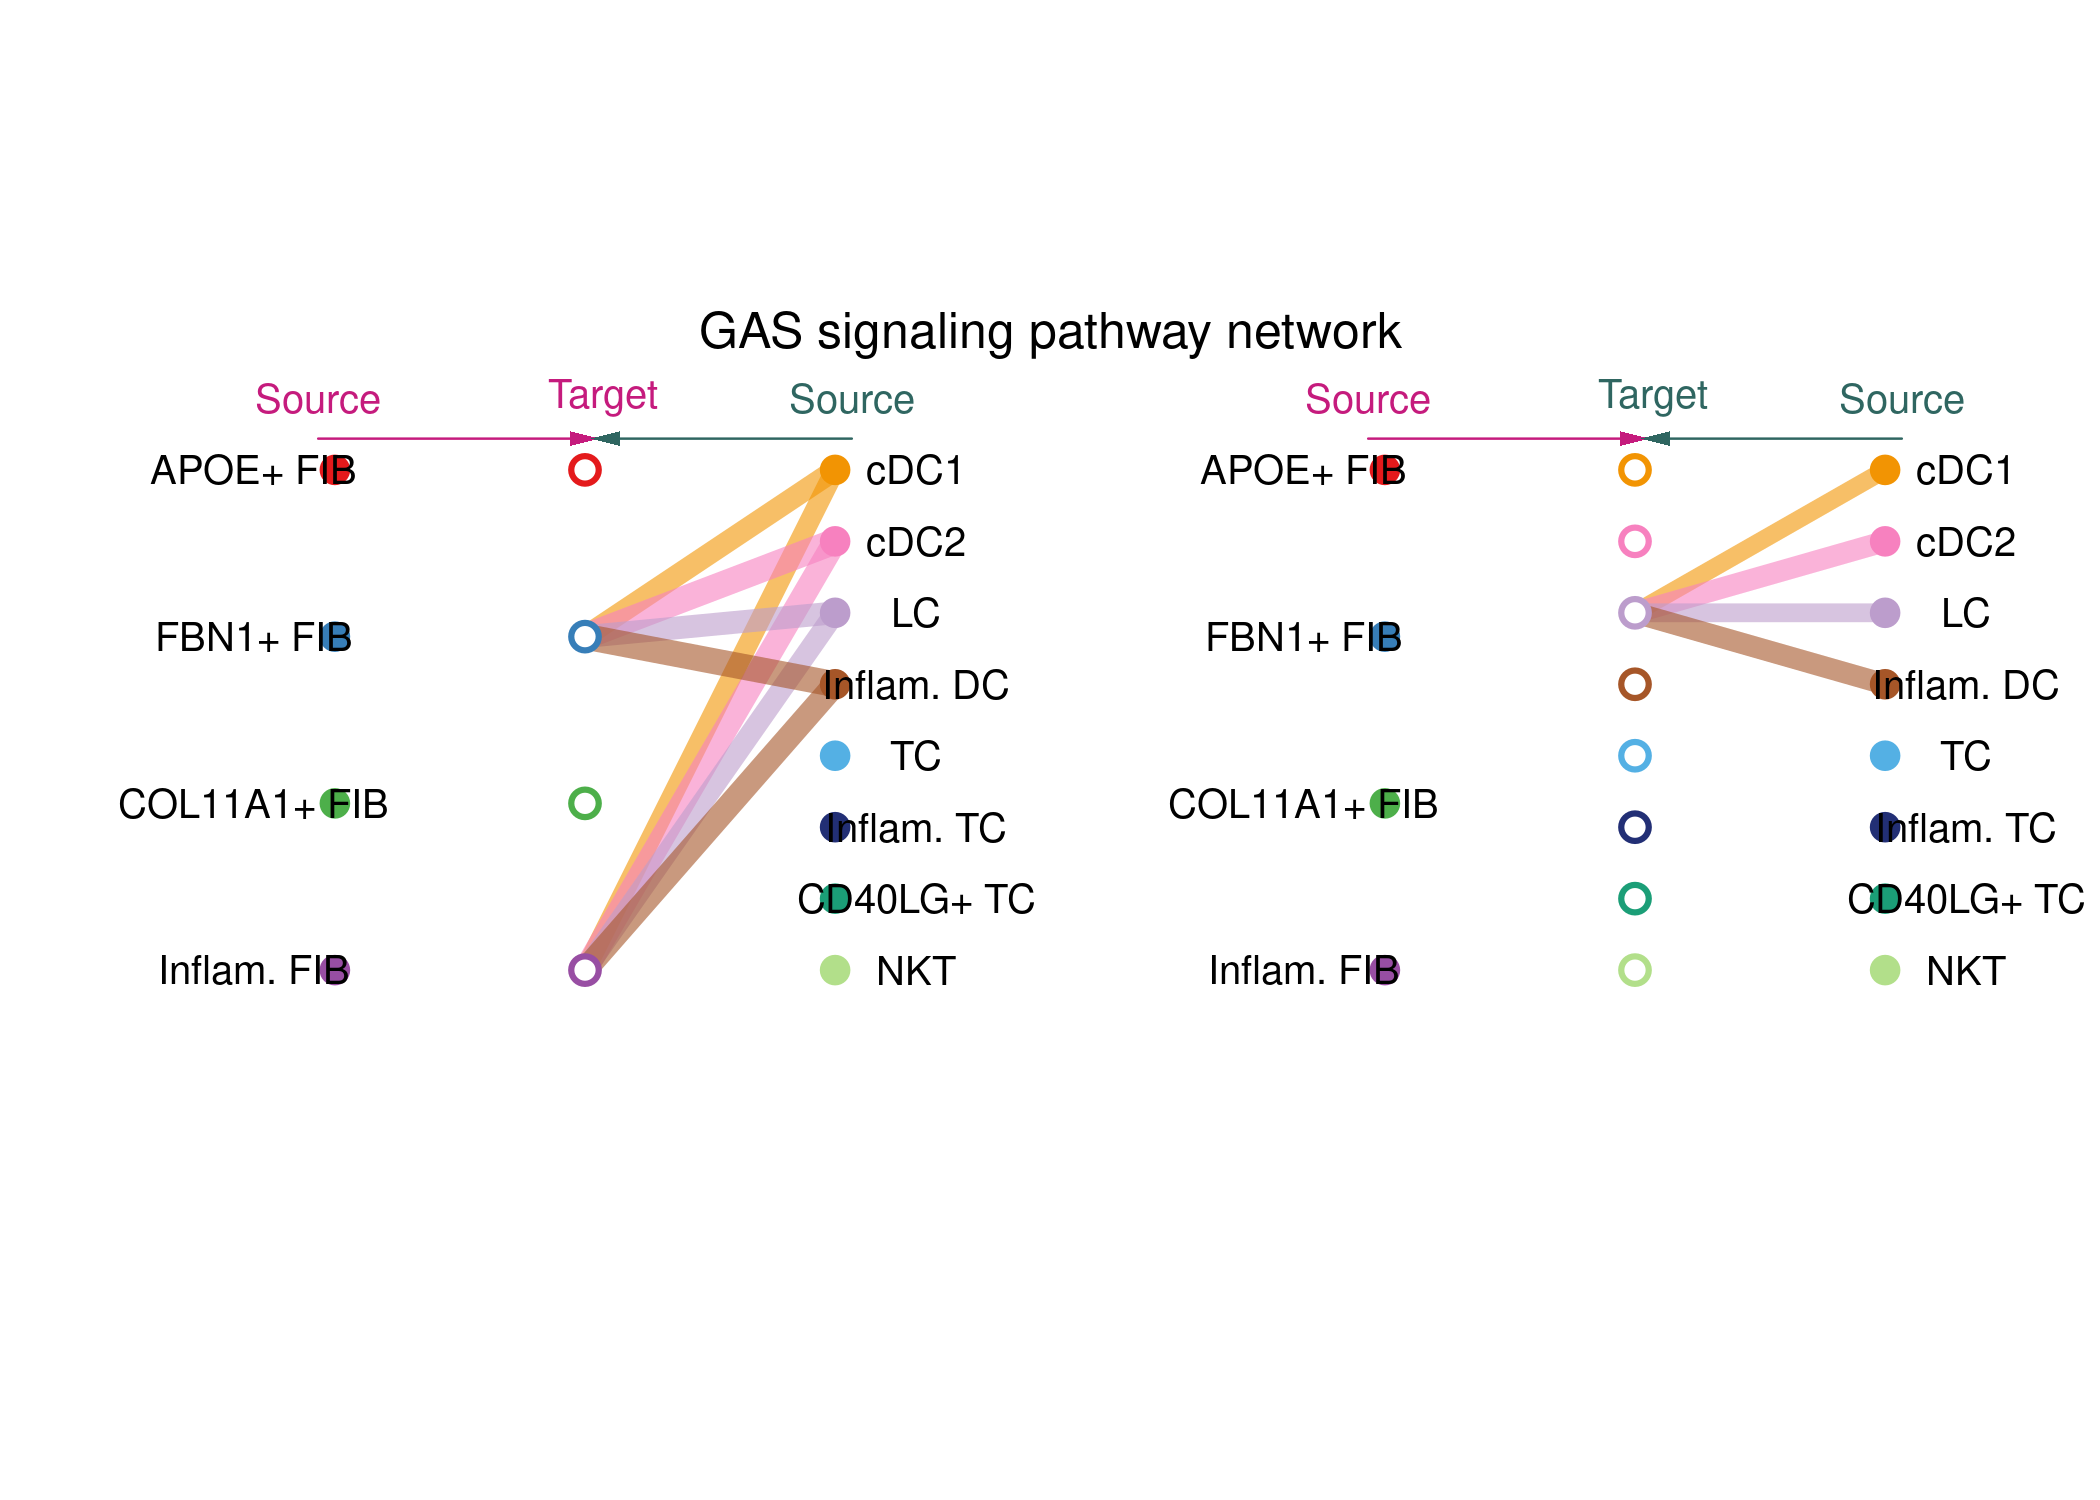 GAS signaling pathway network
Source Target Source
APOE+ FIB
FBN1+ FIB
COL11A1+ FIB
Inflam. FIB
cDC1
cDC2
LC
Inflam. DC
TC
Inflam. TC
CD40LG+ TC
NKT
Source Target Source
APOE+ FIB
FBN1+ FIB
COL11A1+ FIB
Inflam. FIB
cDC1
cDC2
LC
Inflam. DC
TC
Inflam. TC
CD40LG+ TC
NKT